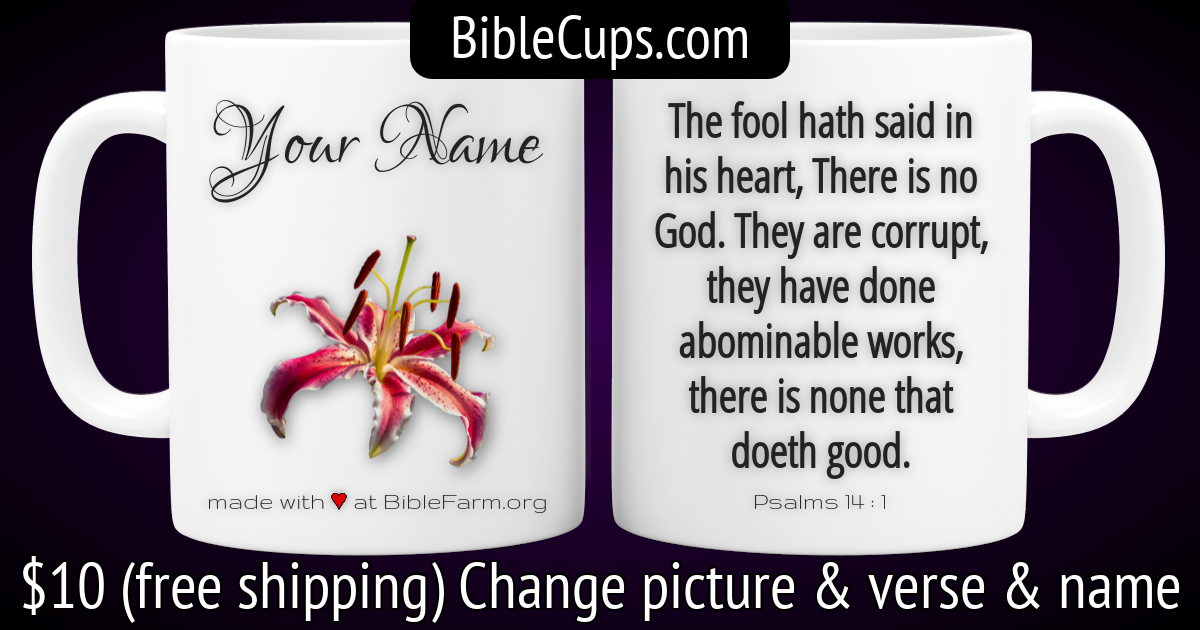 BibleCups.com
Your Name
made with ♥ at BibleFarm.org
The fool hath said in
his heart, There is no
God. They are corrupt,
they have done
abominable works,
there is none that
doeth good.
Psalms 14 : 1
$10 (free shipping) Change picture & verse & name